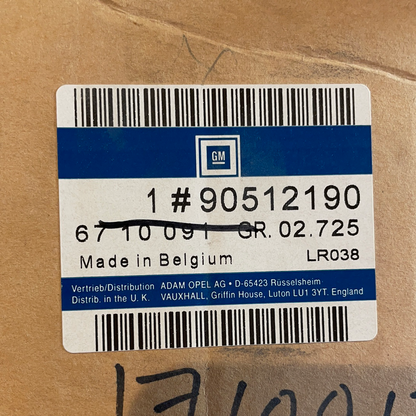 GM
1 # 90512190
67 10 091 GR. 02.725
Made in Belgium LR038
Vertrieb/Distribution ADAM OPEL AG • D-65423 Rüsselsheim
Distrib. in the U. K. VAUXHALL, Griffin House, Luton LU1 3YT. England